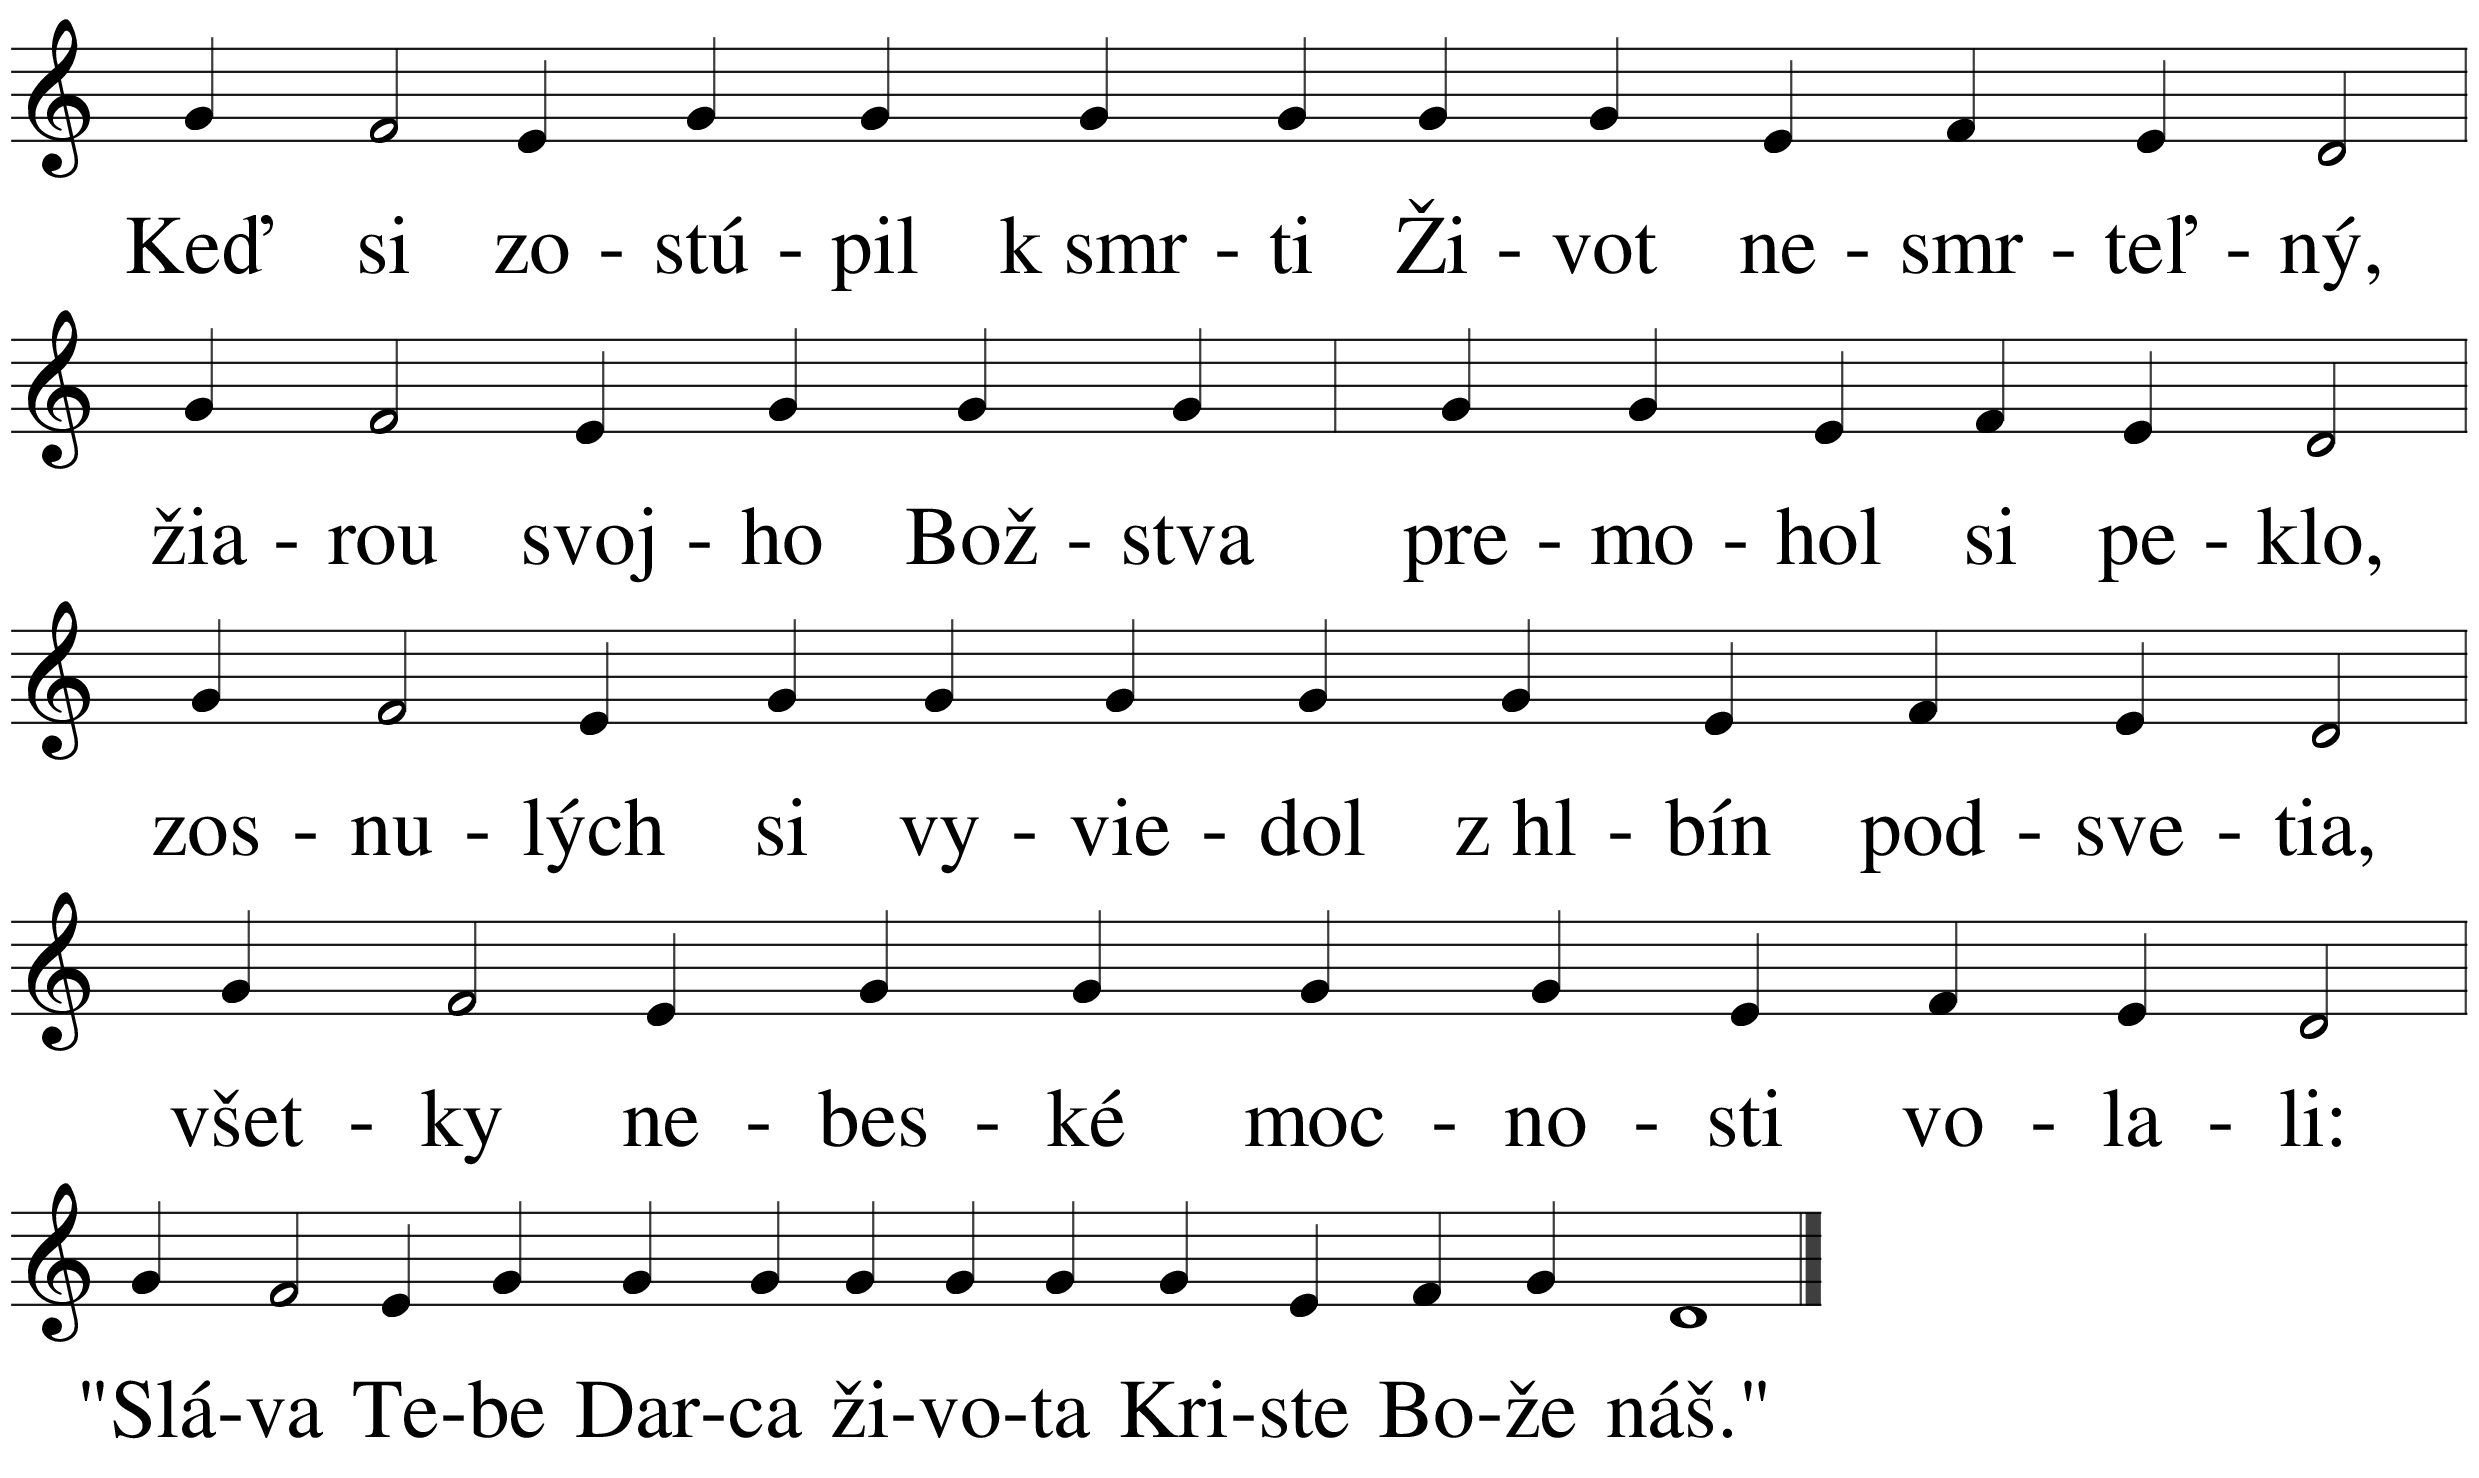 Keď si zo - stú - pil k smr - ti Ži - vot ne - smr - teľ - ný,
žia - rou svoj - ho Bož - stva pre - mo - hol si pe - klo,
zos - nu - lých si vy - vie - dol z hl - bín pod - sve - tia,
všet - ky ne - bes - ké moc - no - sti vo - la - li:
"Slá-va Te-be Dar-ca ži-vo-ta Kri-ste Bo-že náš."